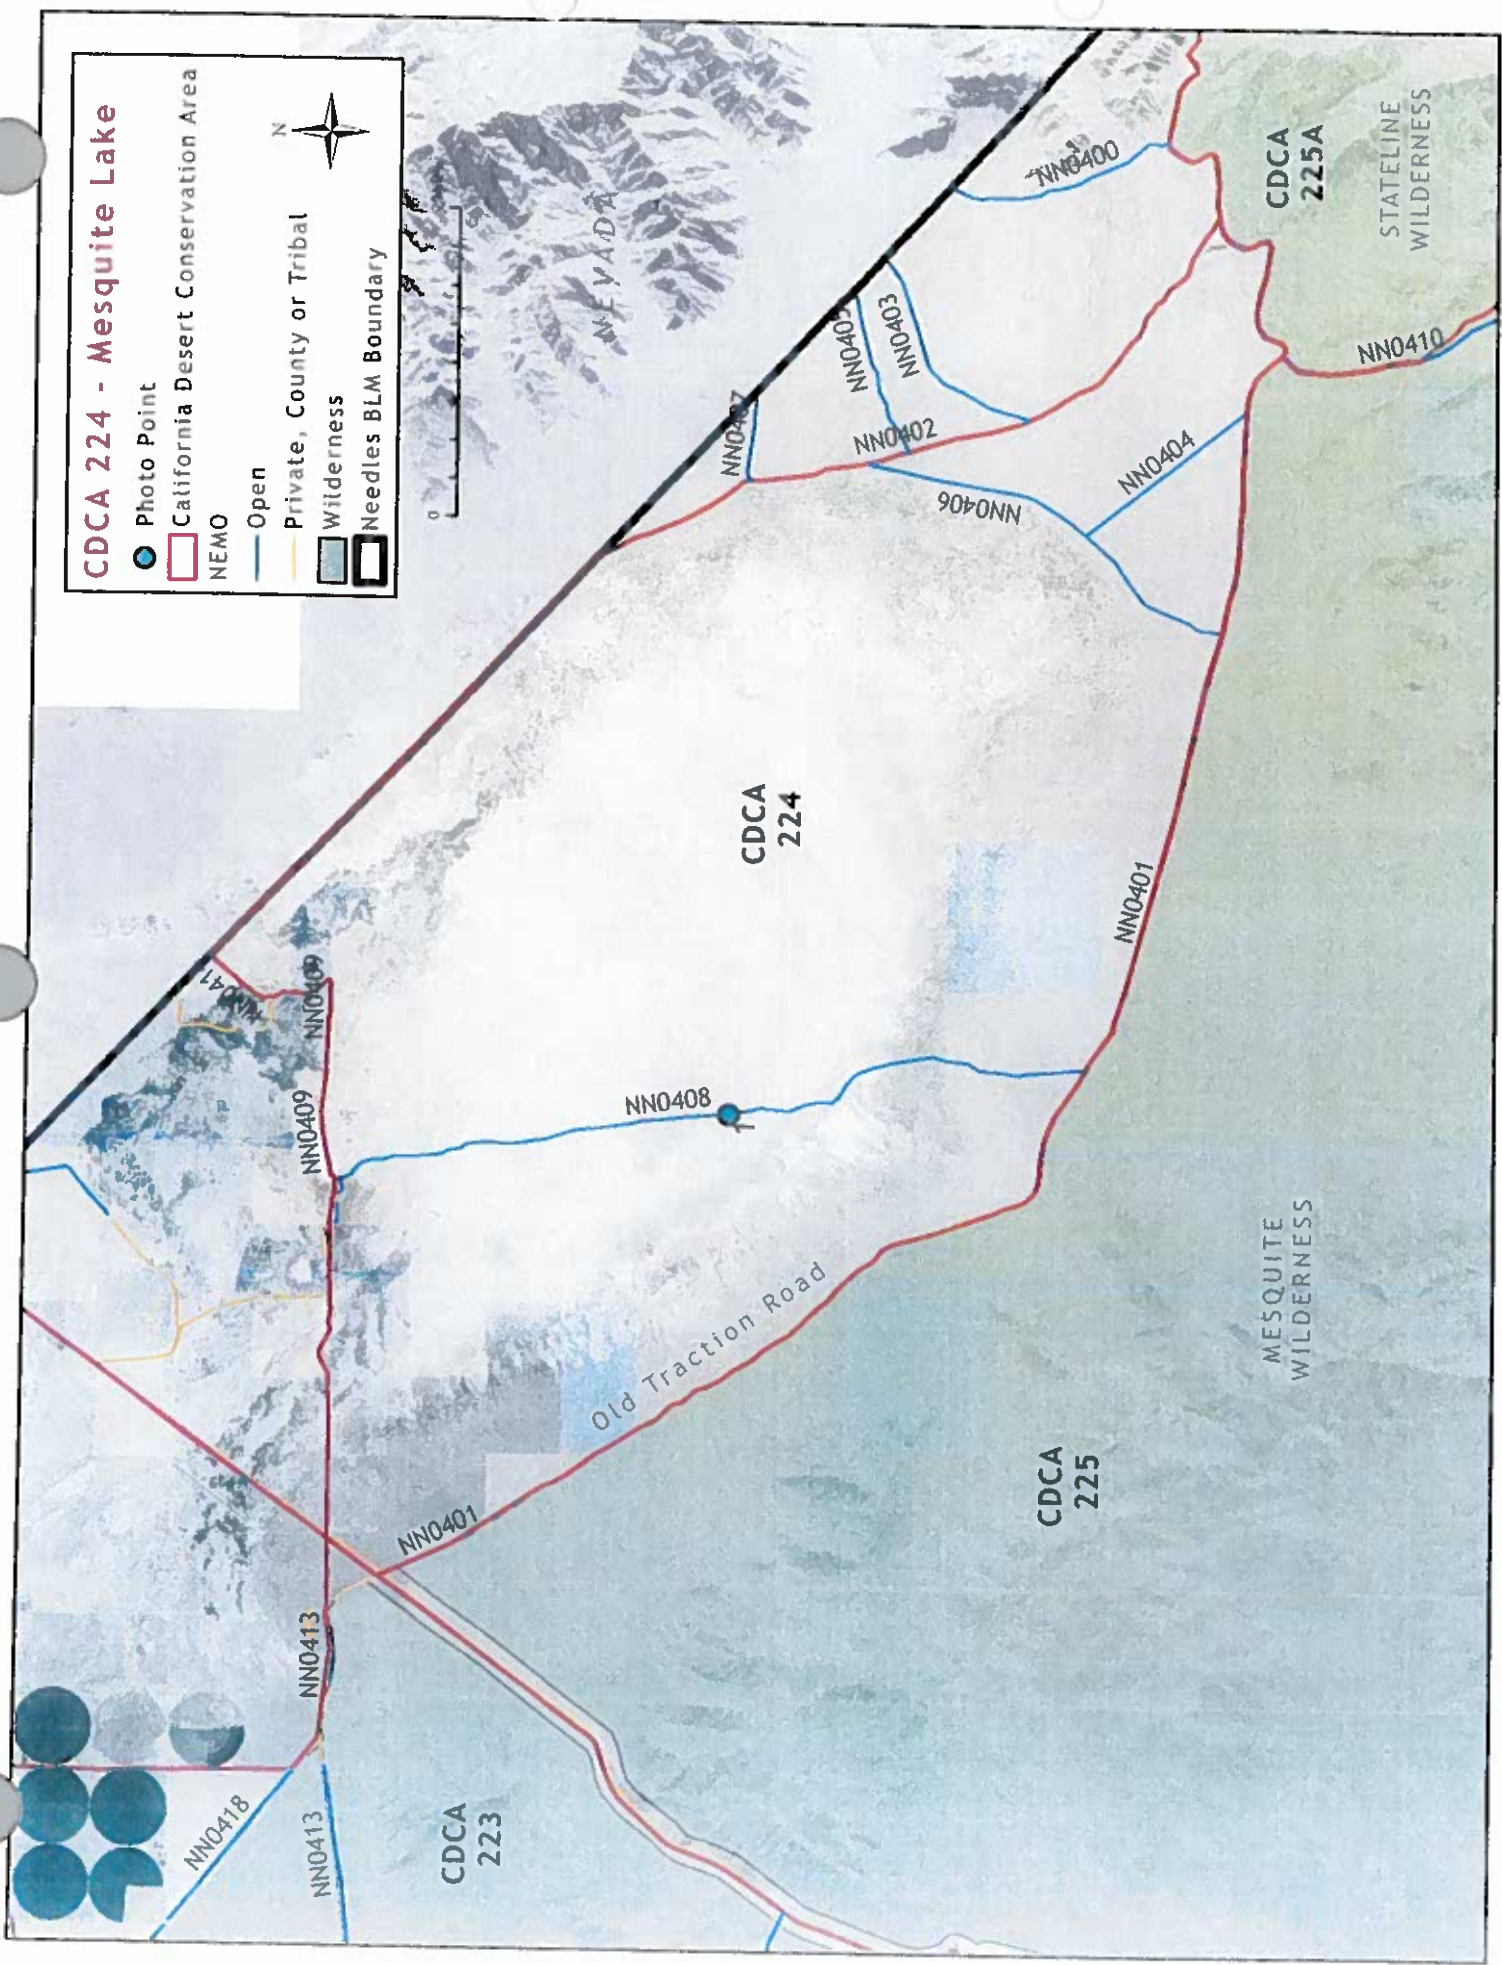 CDCA 224 - Mesquite Lake
Photo Point
California Desert Conservation Area
NEMO
Open
Private, County or Tribal
Wilderness
Needles BLM Boundary
N
0
NEVADA
NN0418
NN0413
NN0413
CDCA
223
NN0401
Old Traction Road
NN0409
NN0409
NN0408
1
CDCA
224
NN0401
NN0402
NN0405
NN0403
NN0406
NN0404
NN0400
NN0410
CDCA
225A
STATELINE
WILDERNESS
CDCA
225
MESQUITE
WILDERNESS